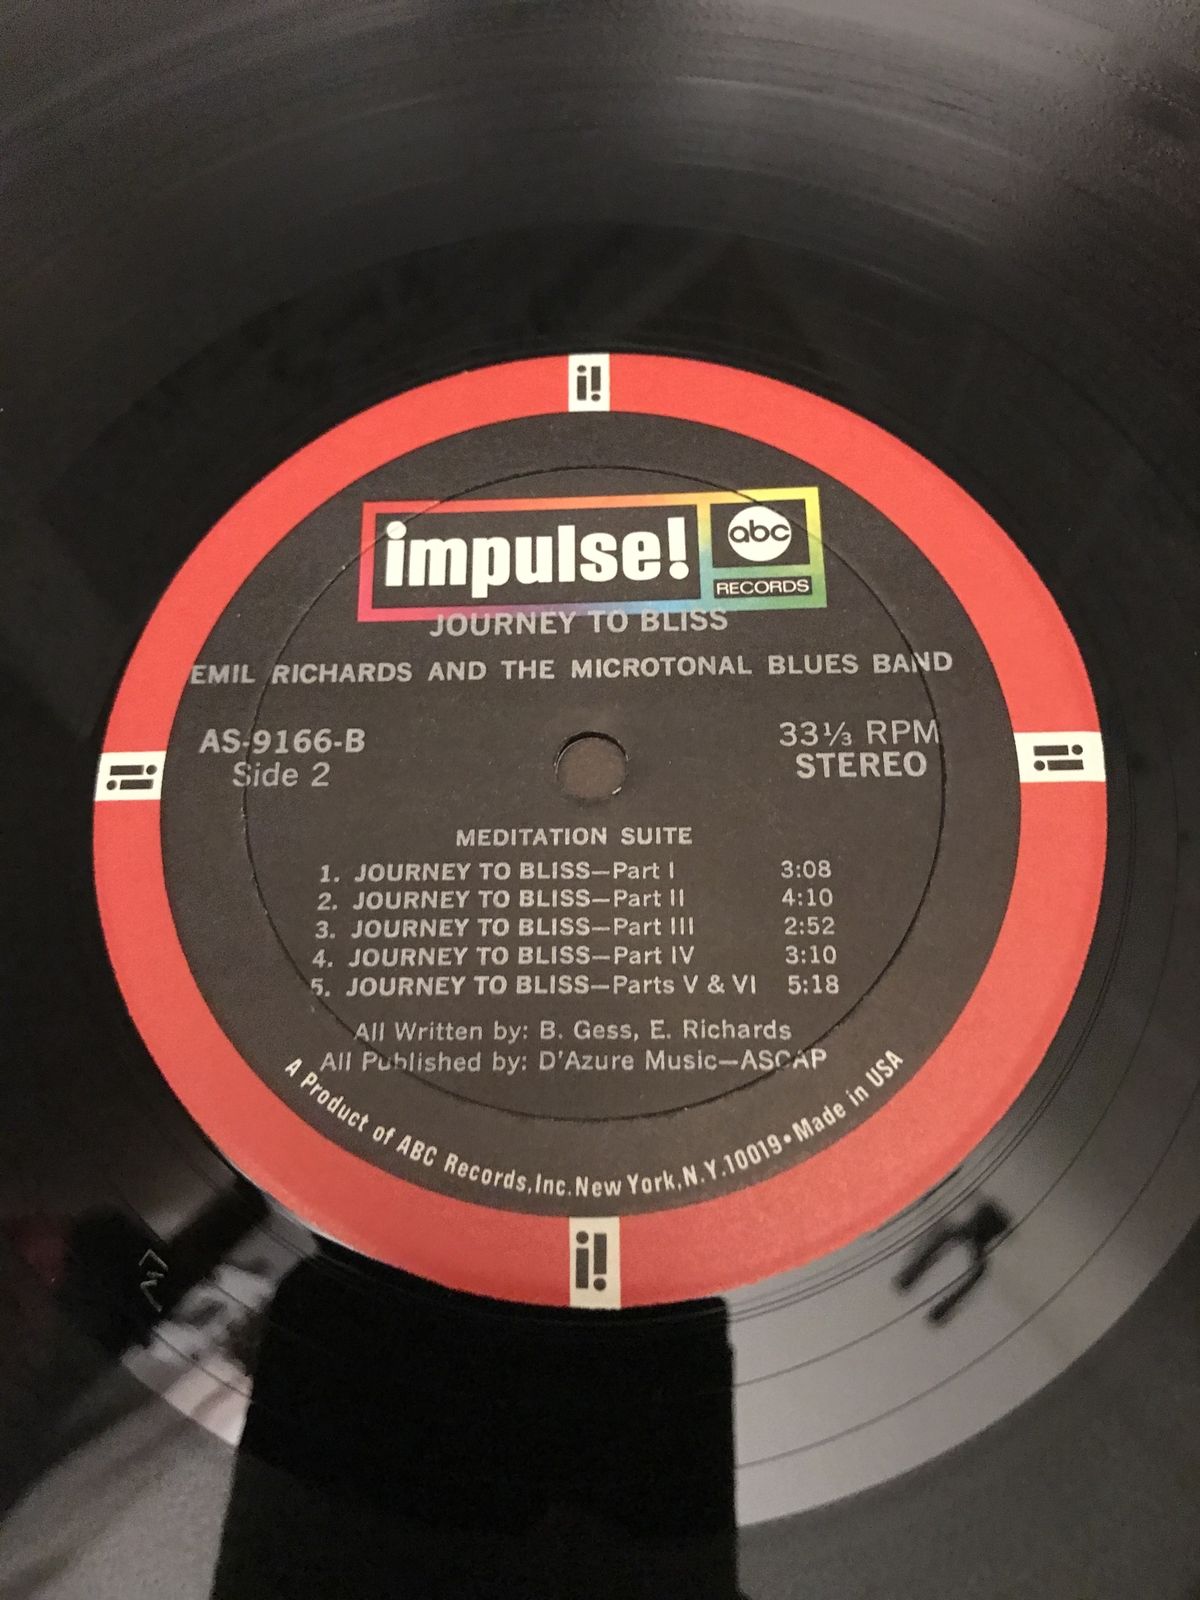 i!
impulse! abc RECORDS
JOURNEY TO BLISS
EMIL RICHARDS AND THE MICROTONAL BLUES BAND
AS-9166-B
Side 2
33⅓ RPM
STEREO
i!
i!
MEDITATION SUITE
1. JOURNEY TO BLISS—Part I 3:08
2. JOURNEY TO BLISS—Part II 4:10
3. JOURNEY TO BLISS—Part III 2:52
4. JOURNEY TO BLISS—Part IV 3:10
5. JOURNEY TO BLISS—Parts V & VI 5:18
All Written by: B. Gess, E. Richards
All Published by: D'Azure Music—ASCAP
A Product of ABC Records,Inc.New York,N.Y.10019•Made in USA
i!